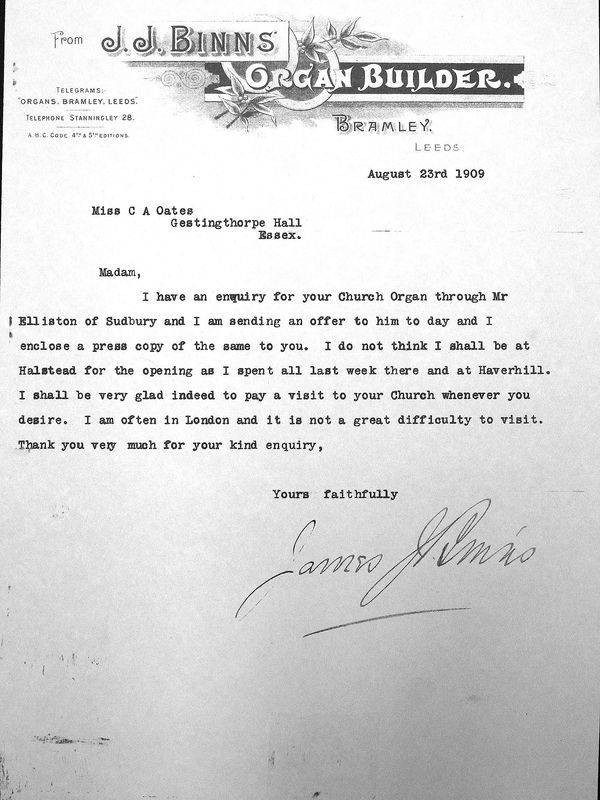 From J. J. BINNS
ORGAN BUILDER.
BRAMLEY.
LEEDS
TELEGRAMS:-
"ORGANS, BRAMLEY, LEEDS."
TELEPHONE STANNINGLEY 28.
A.B.C. CODE 4TH & 5TH EDITIONS.
August 23rd 1909
Miss C A Oates
Gestingthorpe Hall
Essex.
Madam,
I have an enquiry for your Church Organ through Mr
Elliston of Sudbury and I am sending an offer to him to day and I
enclose a press copy of the same to you. I do not think I shall be at
Halstead for the opening as I spent all last week there and at Haverhill.
I shall be very glad indeed to pay a visit to your Church whenever you
desire. I am often in London and it is not a great difficulty to visit.
Thank you very much for your kind enquiry,
Yours faithfully
James J. Binns